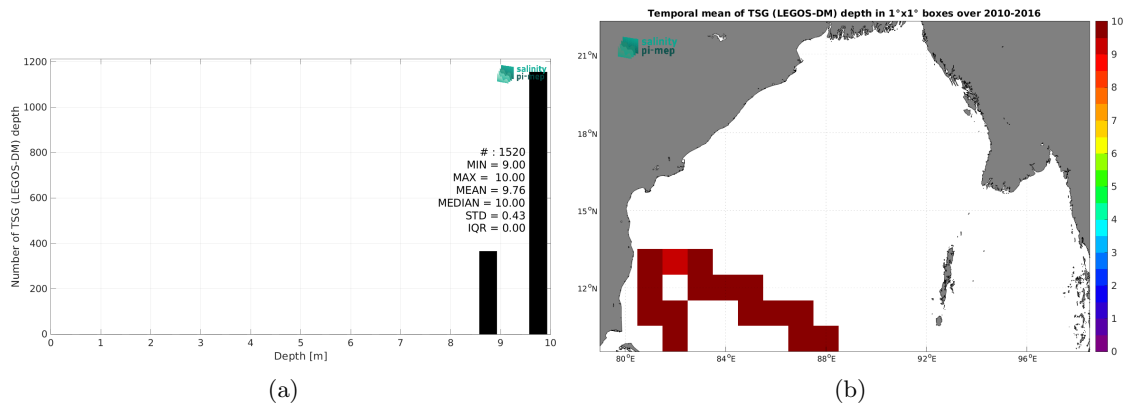 salinity
pi-mep
1200
1000
800
600
400
200
0
Number of TSG (LEGOS-DM) depth
# : 1520
MIN = 9.00
MAX = 10.00
MEAN = 9.76
MEDIAN = 10.00
STD = 0.43
IQR = 0.00
0 1 2 3 4 5 6 7 8 9 10
Depth [m]
(a)
Temporal mean of TSG (LEGOS-DM) depth in 1°x1° boxes over 2010-2016
salinity
pi-mep
21°N
18°N
15°N
12°N
80°E 84°E 88°E 92°E 96°E
10
9
8
7
6
5
4
3
2
1
0
(b)